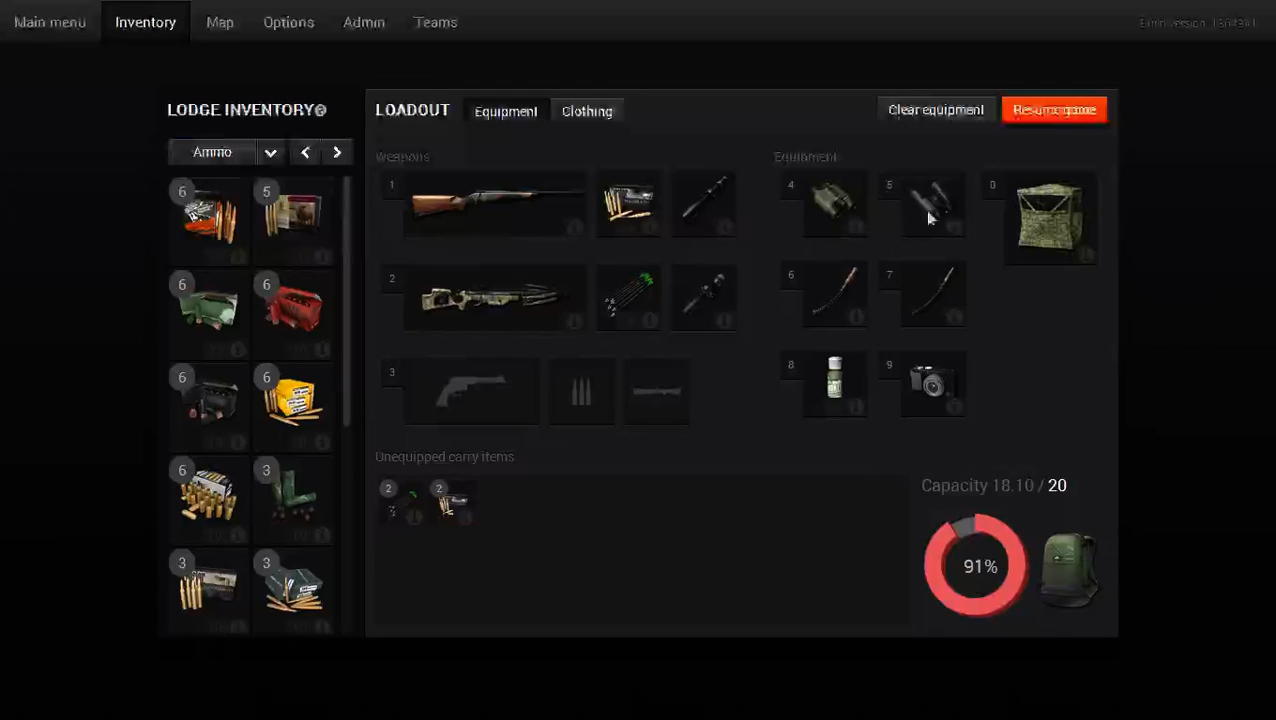 Main menu Inventory Map Options Admin Teams
LODGE INVENTORY
LOADOUT Equipment Clothing Clear equipment Resume game
Ammo
Weapons Equipment
1 4 5 0
2 6 7
3 8 9
6 5
6 6
6 6
6 3
3 3
Unequipped carry items
2 2
Capacity 18.10 / 20
91%